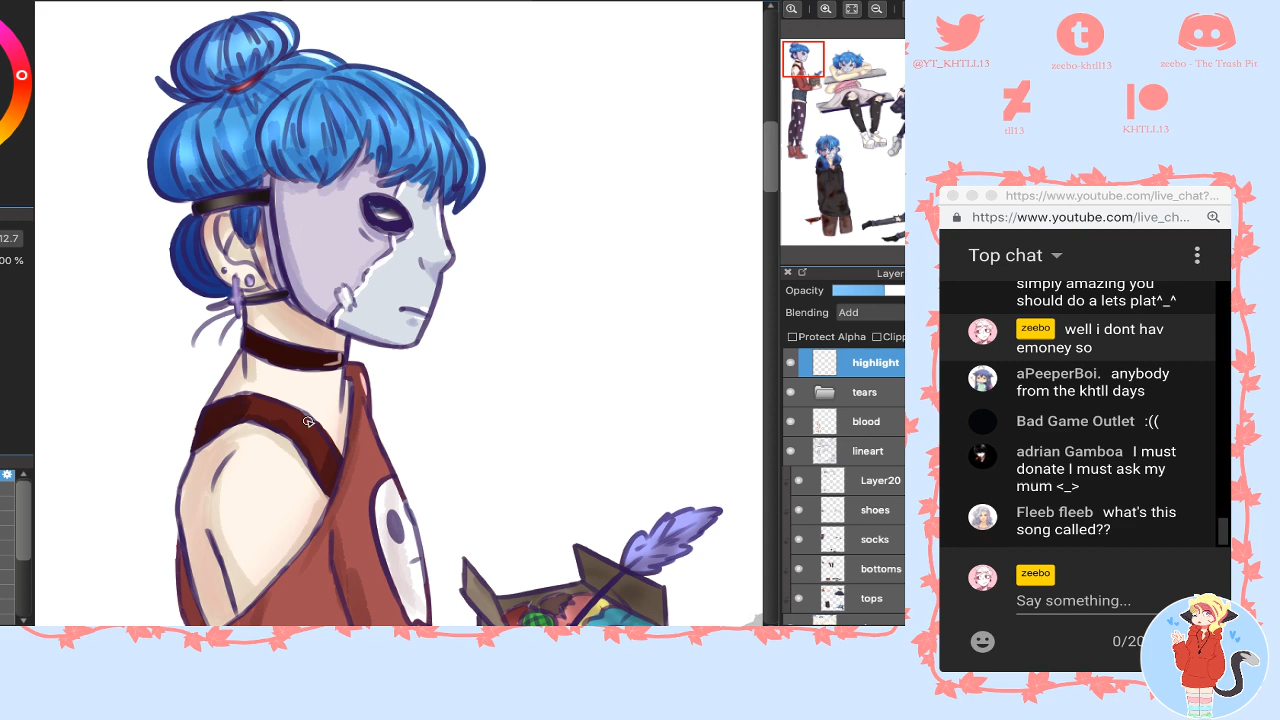 12.7
00 %
Layer
Opacity
Blending Add
Protect Alpha Clipp
highlight
tears
blood
lineart
Layer20
shoes
socks
bottoms
tops
@YT_KHTLL13
zeebo-khtll13
zeebo - The Trash Pit
tll13
KHTLL13
https://www.youtube.com/live_chat?...
https://www.youtube.com/live_ch...
Top chat
simply amazing you
should do a lets plat^_^
zeebo well i dont hav
emoney so
aPeeperBoi. anybody
from the khtll days
Bad Game Outlet :((
adrian Gamboa I must
donate I must ask my
mum <_>
Fleeb fleeb what's this
song called??
zeebo
Say something...
0/20